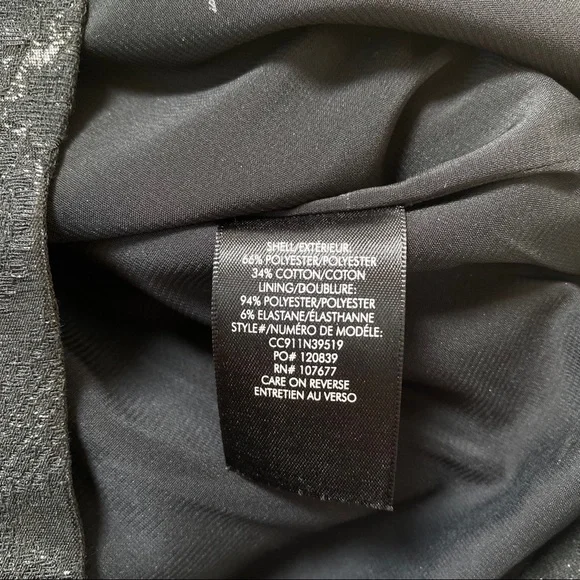 SHELL/EXTÉRIEUR:
66% POLYESTER/POLYESTER
34% COTTON/COTON
LINING/DOUBLURE:
94% POLYESTER/POLYESTER
6% ELASTANE/ÉLASTHANNE
STYLE#/NUMÉRO DE MODÉLE:
CC911N39519
PO# 120839
RN# 107677
CARE ON REVERSE
ENTRETIEN AU VERSO